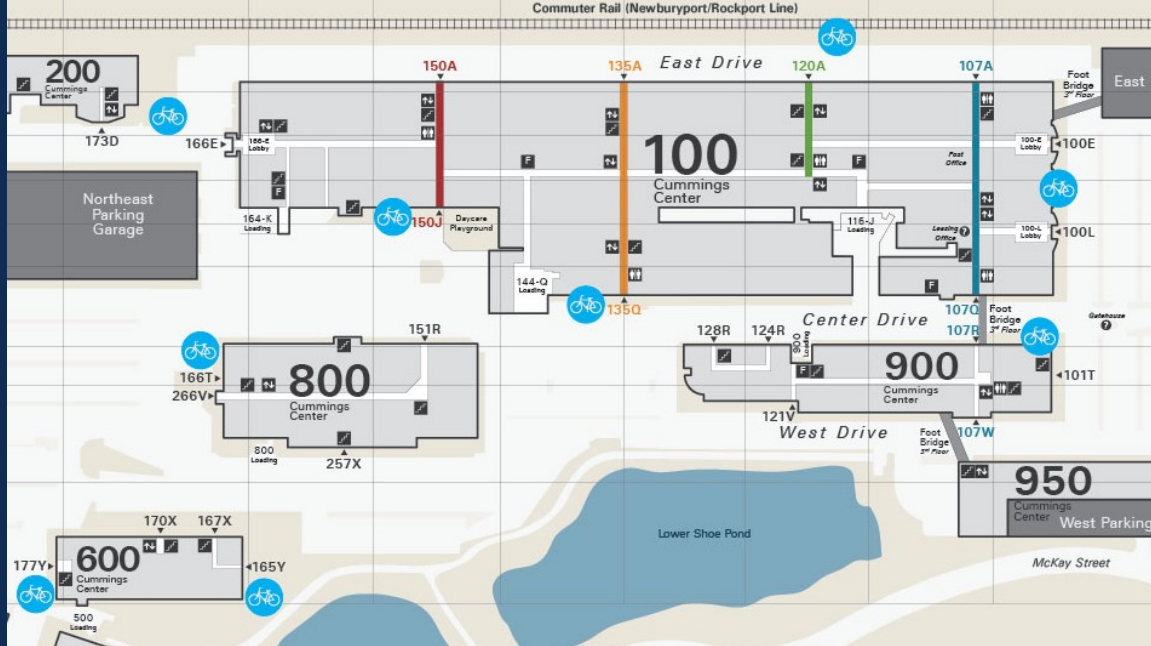 Commuter Rail (Newburyport/Rockport Line)
200
Cummings
Center
173D
150A
135A
East Drive
120A
107A
Foot
Bridge
3rd Floor
East
166E
166-E
Lobby
100
Cummings
Center
Post
Office
100-E
Lobby
100E
F
F
F
Northeast
Parking
Garage
164-K
Loading
150J
Daycare
Playground
116-J
Loading
Leasing
Office
?
100-L
Lobby
100L
144-Q
Loading
F
135Q
107Q
Foot
Bridge
3rd Floor
Gatehouse
?
Center Drive
107R
151R
128R
124R
900
Loading
166T
266V
800
Cummings
Center
F
900
Cummings
Center
101T
121V
West Drive
107W
Foot
Bridge
3rd Floor
800
Loading
257X
950
Cummings
Center
West Parking
170X
167X
Lower Shoe Pond
177Y
600
Cummings
Center
165Y
McKay Street
500
Loading